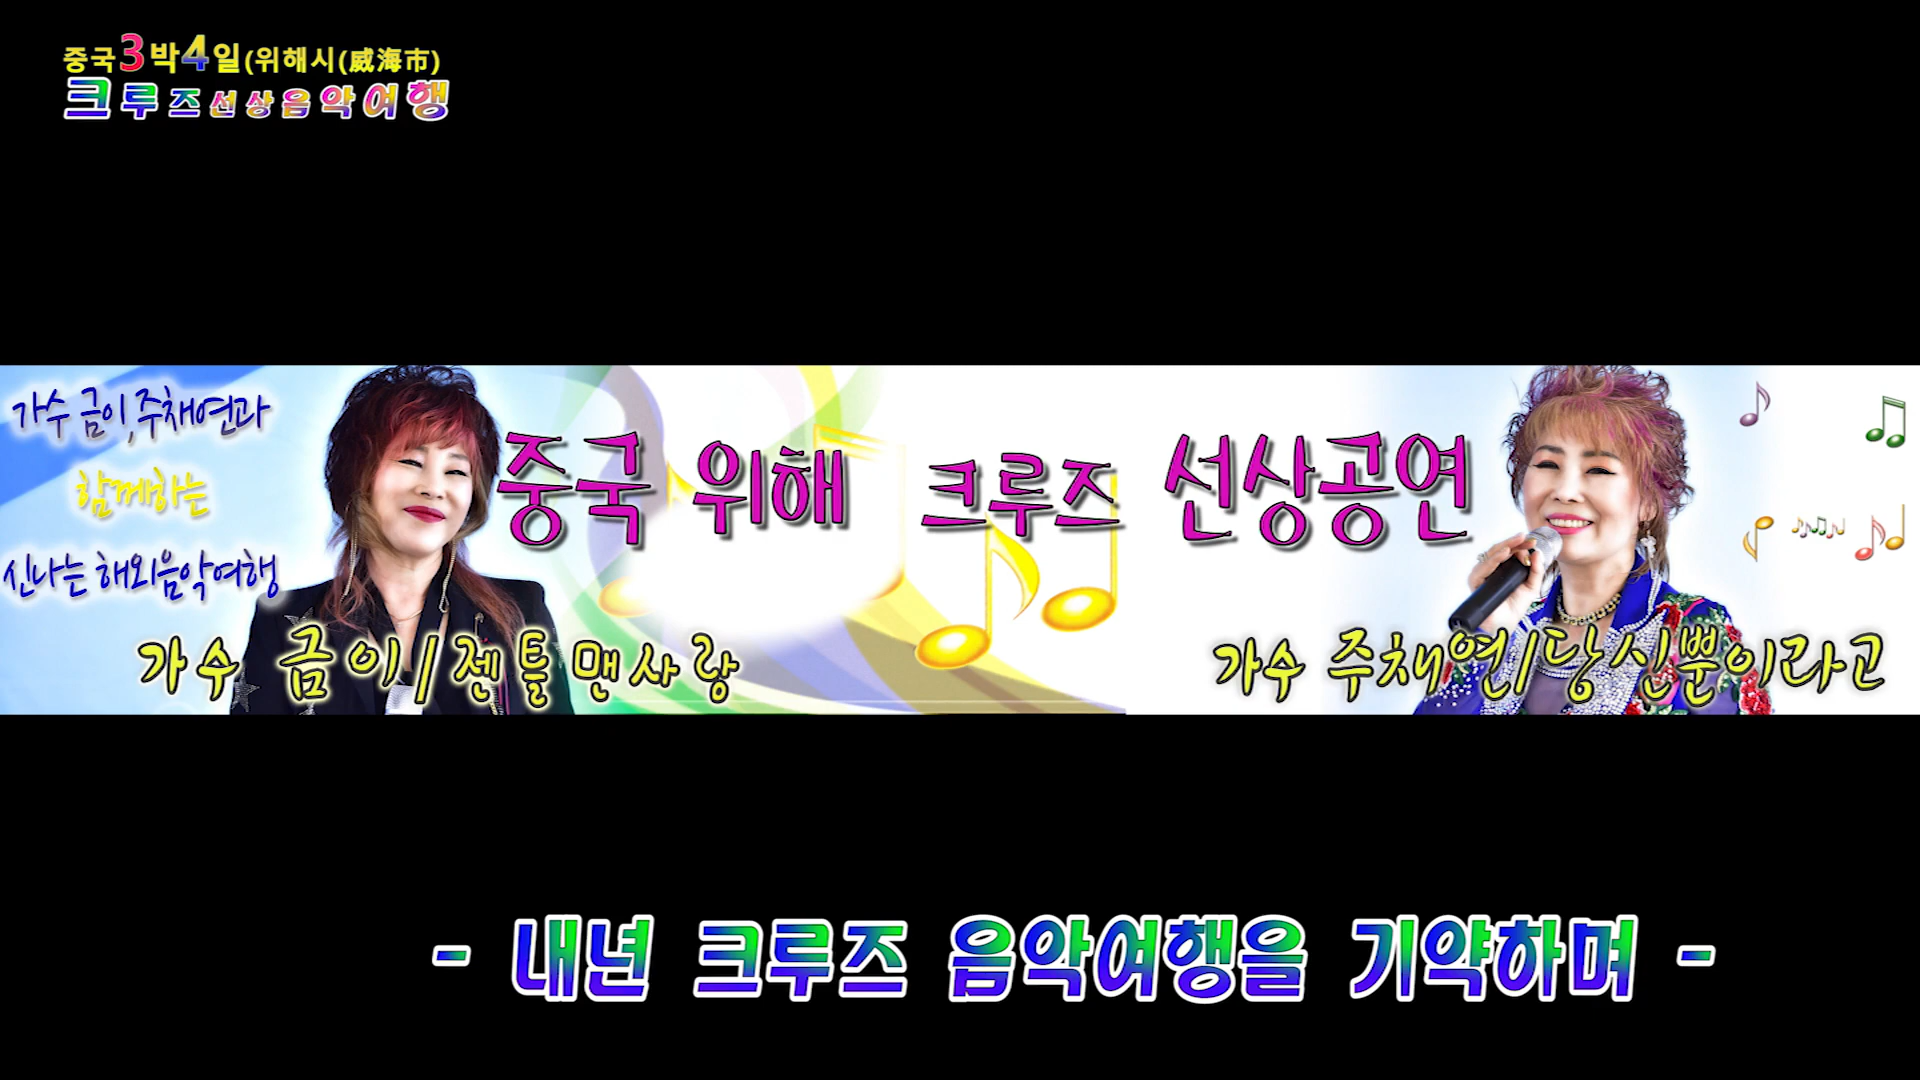 중국3박4일(위해시(威海市)
크루즈선상음악여행
가수 금이,주채연과
함께하는
신나는 해외음악여행
중국 위해 크루즈 선상공연
가수 금이/젠틀맨사랑
가수 주채연/당신뿐이라고
- 내년 크루즈 음악여행을 기약하며 -